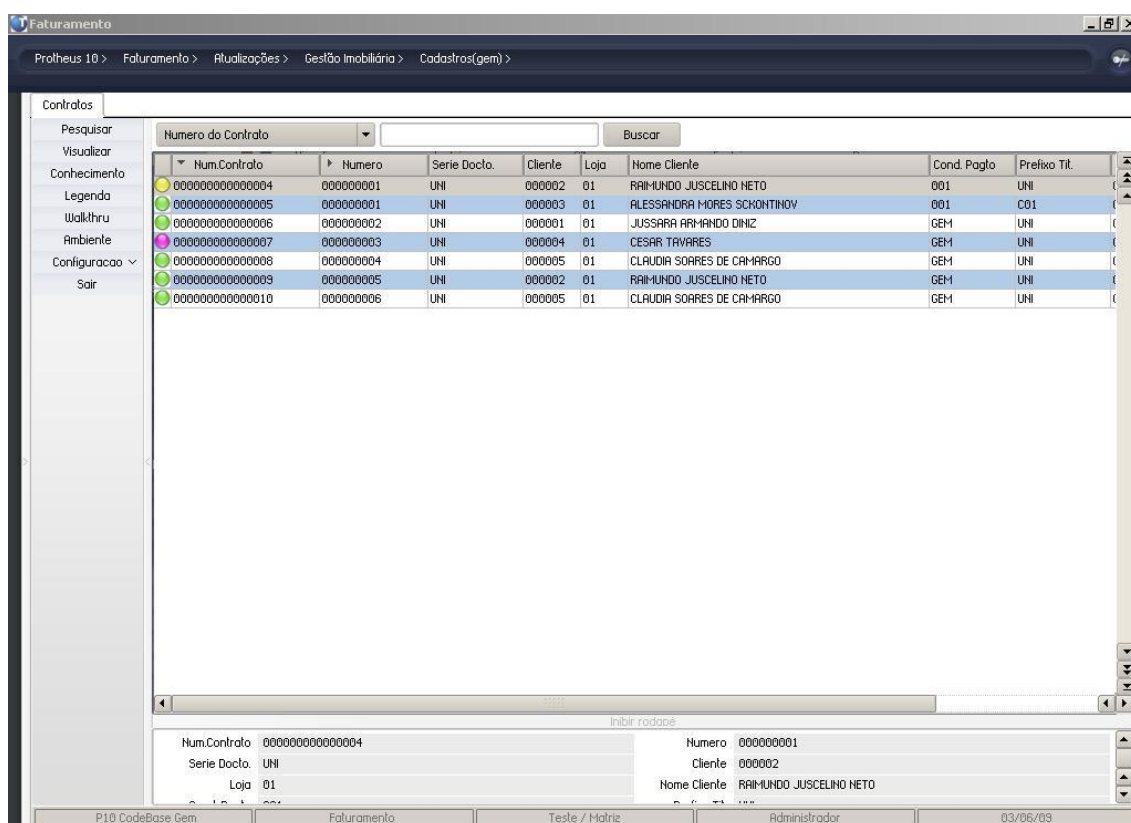 Faturamento
Protheus 10 > Faturamento > Atualizações > Gestão Imobiliária > Cadastros(gem) >
Contratos
Pesquisar
Visualizar
Conhecimento
Legenda
Walkthru
Ambiente
Configuracao
Sair
Numero do Contrato Buscar
Num.Contrato Numero Serie Docto. Cliente Loja Nome Cliente Cond. Pagto Prefixo Tit.
000000000000004 000000001 UNI 000002 01 RAIMUNDO JUSCELINO NETO 001 UNI
000000000000005 000000001 UNI 000003 01 ALESSANDRA MORES SCKONTINOV 001 C01
000000000000006 000000002 UNI 000001 01 JUSSARA ARMANDO DINIZ GEM UNI
000000000000007 000000003 UNI 000004 01 CESAR TAVARES GEM UNI
000000000000008 000000004 UNI 000005 01 CLAUDIA SOARES DE CAMARGO GEM UNI
000000000000009 000000005 UNI 000002 01 RAIMUNDO JUSCELINO NETO GEM UNI
000000000000010 000000006 UNI 000005 01 CLAUDIA SOARES DE CAMARGO GEM UNI
Inibir rodapé
Num.Contrato 000000000000004 Numero 000000001
Serie Docto. UNI Cliente 000002
Loja 01 Nome Cliente RAIMUNDO JUSCELINO NETO
P10 CodeBase Gem Faturamento Teste / Matriz Administrador 03/06/09